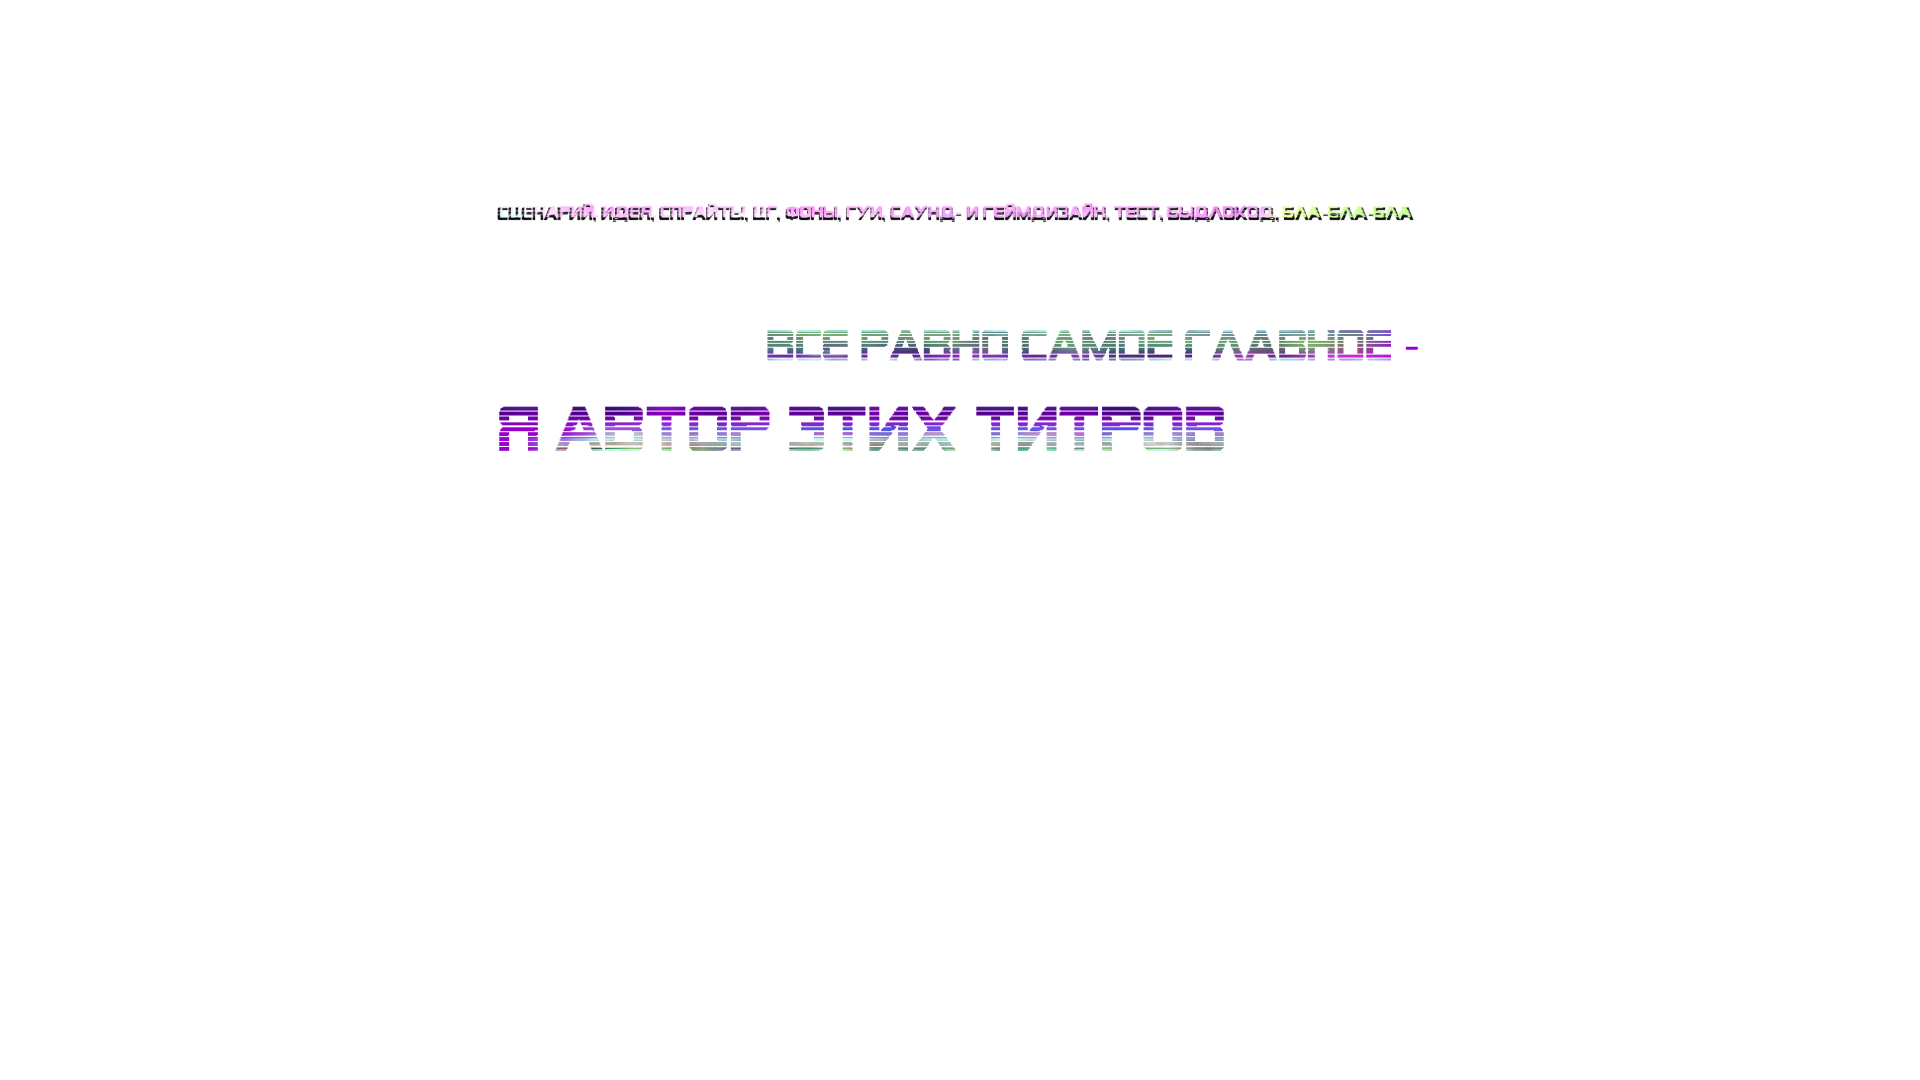 СЦЕНАРИЙ, ИДЕЯ, СПРАЙТЫ, ЦГ, ФОНЫ, ГУИ, САУНД- И ГЕЙМДИЗАЙН, ТЕСТ, БЫДЛОКОД, БЛА-БЛА-БЛА
ВСЕ РАВНО САМОЕ ГЛАВНОЕ -
Я АВТОР ЭТИХ ТИТРОВ